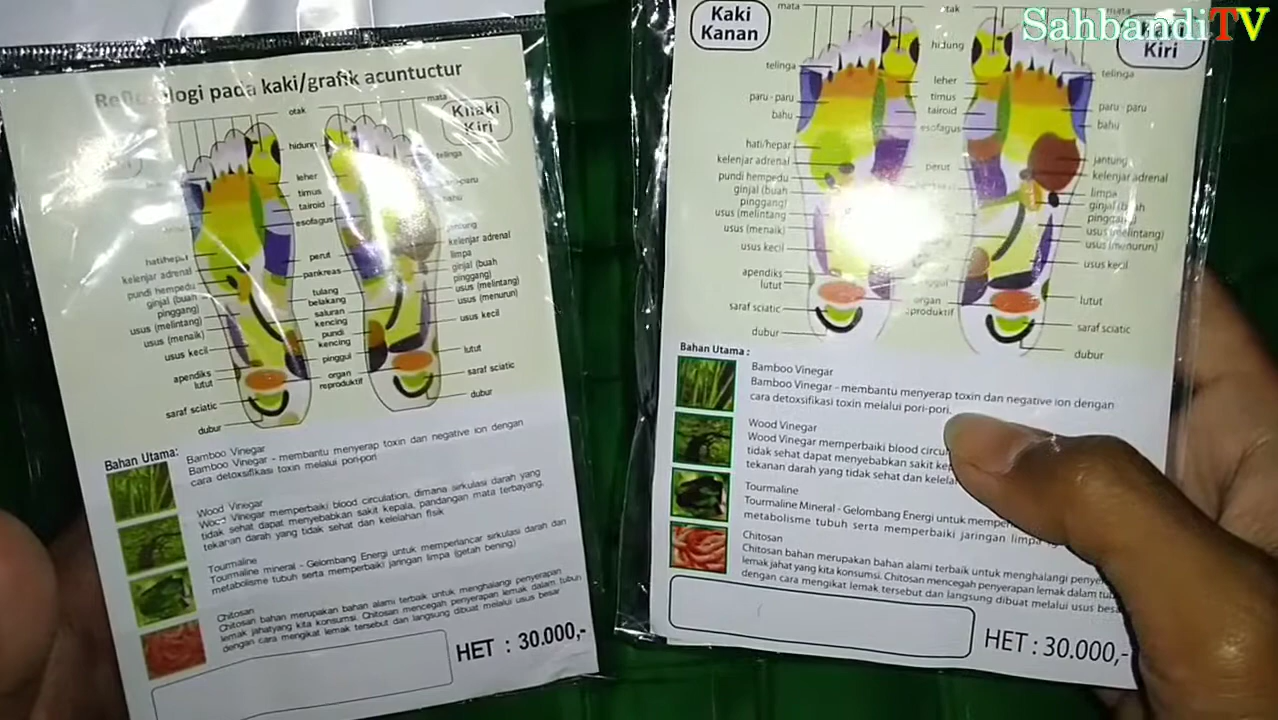 SahbandiTV
Reflexologi pada kaki/grafik acuntuctur
Kiri
otak
mata
hidung
telinga
leher
timus
tairoid
esofagus
hati/hepar
kelenjar adrenal
pundi hempedu
ginjal (buah
pinggang)
usus (melintang)
usus (menaik)
usus kecil
apendiks
lutut
saraf sciatic
dubur
perut
pankreas
tulang
belakang
saluran
kencing
pundi
kencing
pinggul
organ
reproduktif
kelenjar adrenal
limpa
ginjal (buah
pinggang)
usus (melintang)
usus (menurun)
usus kecil
lutut
saraf sciatic
dubur
Bahan Utama:
Bamboo Vinegar
Bamboo Vinegar - membantu menyerap toxin dan negative ion dengan
cara detoxsifikasi toxin melalui pori-pori
Wood Vinegar
Wood Vinegar memperbaiki blood circulation, dimana sirkulasi darah yang
tidak sehat dapat menyebabkan sakit kepala, pandangan mata terbayang,
tekanan darah yang tidak sehat dan kelelahan fisik
Tourmaline
Tourmaline mineral - Gelombang Energi untuk memperlancar sirkulasi darah dan
metabolisme tubuh serta memperbaiki jaringan limpa (getah bening)
Chitosan
Chitosan bahan merupakan bahan alami terbaik untuk menghalangi penyerapan
lemak jahatyang kita konsumsi. Chitosan mencegah penyerapan lemak dalam tubuh
dengan cara mengikat lemak tersebut dan langsung dibuat melalui usus besar
HET : 30.000,-
Kaki
Kanan
Kaki
Kiri
mata
otak
mata
hidung
telinga
leher
paru - paru
timus
bahu
tairoid
esofagus
hati/hepar
kelenjar adrenal
pundi hempedu
ginjal (buah
pinggang)
usus (melintang
usus (menaik)
usus kecil
apendiks
lutut
saraf sciatic
dubur
perut
organ
telinga
paru - paru
bahu
jantung
kelenjar adrenal
limpa
ginjal (buah
pinggang)
usus (melintang)
usus (menurun)
usus kecil
lutut
saraf sciatic
dubur
Bahan Utama :
Bamboo Vinegar
Bamboo Vinegar - membantu menyerap toxin dan negative ion dengan
cara detoxsifikasi toxin melalui pori-pori.
Wood Vinegar
Wood Vinegar memperbaiki blood
tidak sehat dapat menyebabkan sakit
tekanan darah yang tidak sehat dan
Tourmaline
Tourmaline Mineral - Gelombang Energi untuk
metabolisme tubuh serta memperbaiki jaringan limpa
Chitosan
Chitosan bahan merupakan bahan alami terbaik untuk menghalangi
lemak jahat yang kita konsumsi. Chitosan mencegah penyerapan lemak dalam
dengan cara mengikat lemak tersebut dan langsung dibuat melalui usus
HET : 30.000,-